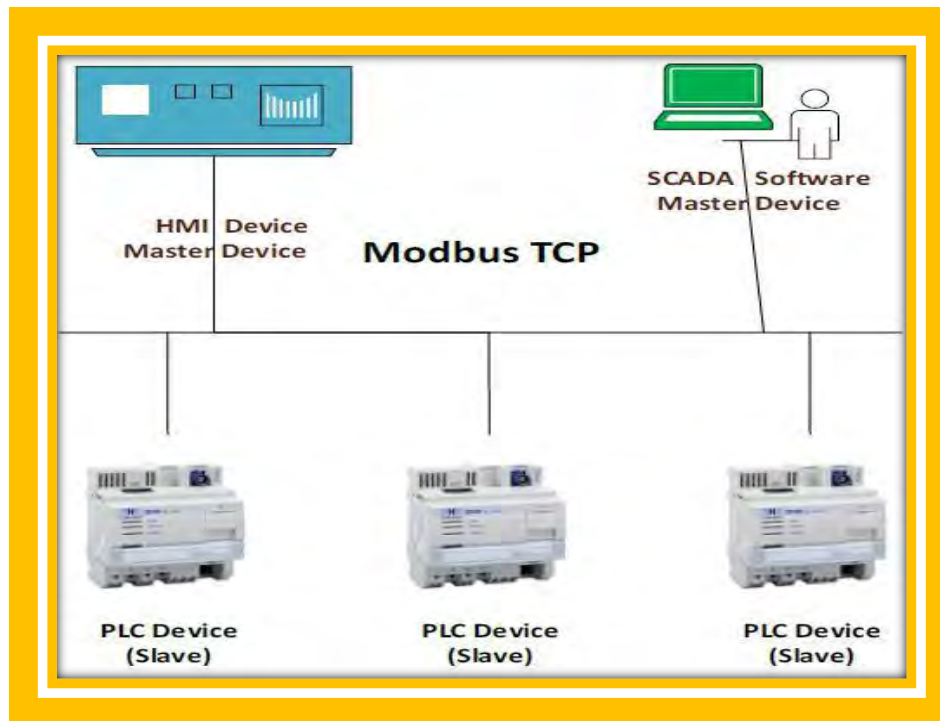 HMI Device
Master Device
SCADA Software
Master Device
Modbus TCP
PLC Device
(Slave)
PLC Device
(Slave)
PLC Device
(Slave)